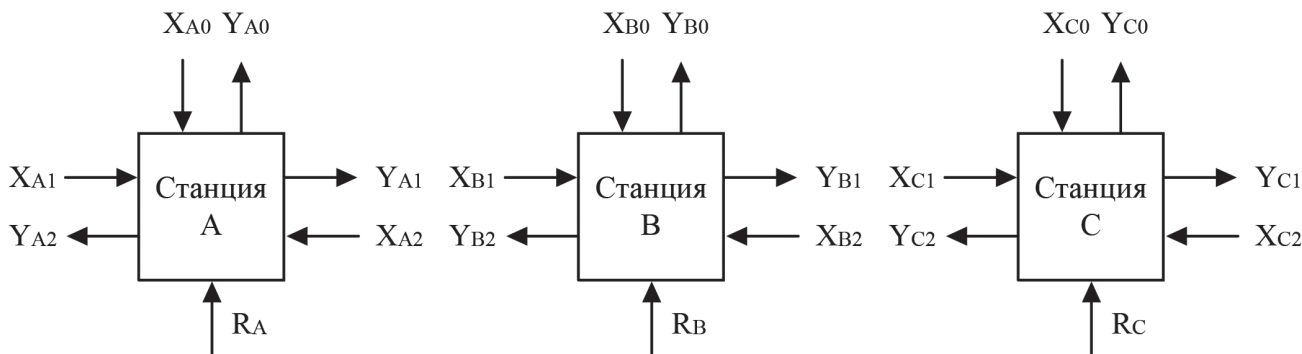 XA0 YA0
XB0 YB0
XC0 YC0
XA1
Станция
A
YA1
YA2
XA2
RA
XB1
Станция
B
YB1
YB2
XB2
RB
XC1
Станция
C
YC1
YC2
XC2
RC